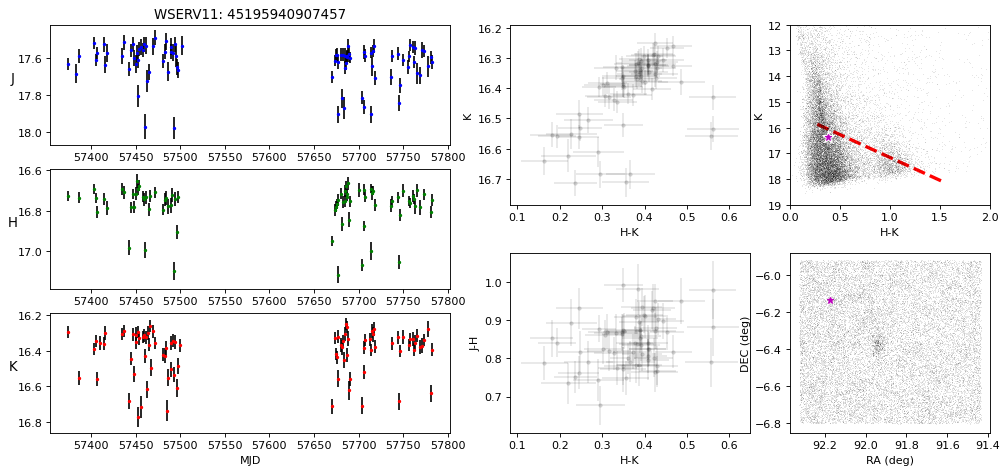 WSERV11: 45195940907457
J
17.6
17.8
18.0
57400 57450 57500 57550 57600 57650 57700 57750 57800
H
16.6
16.8
17.0
57400 57450 57500 57550 57600 57650 57700 57750 57800
K
16.2
16.4
16.6
16.8
57400 57450 57500 57550 57600 57650 57700 57750 57800
MJD
K
16.2
16.3
16.4
16.5
16.6
16.7
0.1 0.2 0.3 0.4 0.5 0.6
H-K
K
12
13
14
15
16
17
18
19
0.0 0.5 1.0 1.5 2.0
H-K
J-H
1.0
0.9
0.8
0.7
0.1 0.2 0.3 0.4 0.5 0.6
H-K
DEC (deg)
−6.0
−6.2
−6.4
−6.6
−6.8
92.2 92.0 91.8 91.6 91.4
RA (deg)